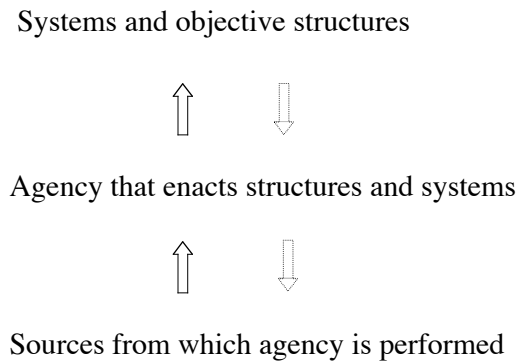 Systems and objective structures
Agency that enacts structures and systems
Sources from which agency is performed